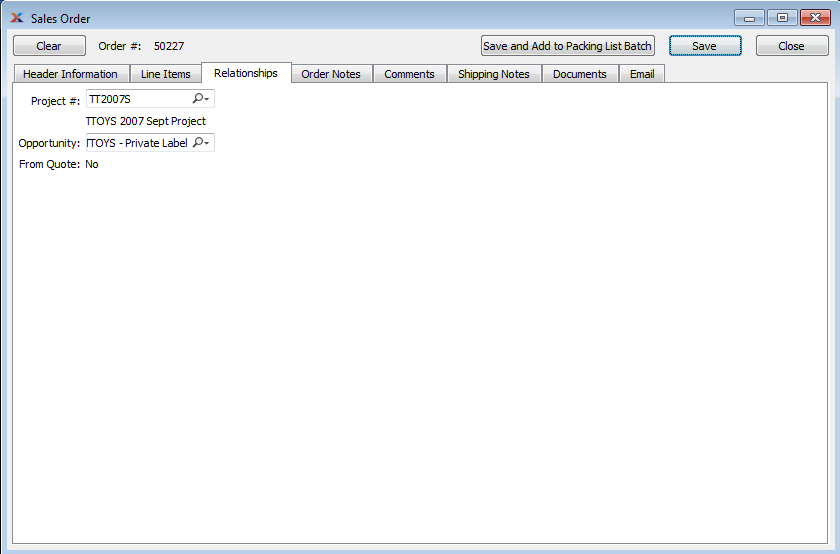 Sales Order
Clear Order #: 50227 Save and Add to Packing List Batch Save Close
Header Information Line Items Relationships Order Notes Comments Shipping Notes Documents Email
Project #: TT2007S
TTOYS 2007 Sept Project
Opportunity: TTOYS - Private Label
From Quote: No